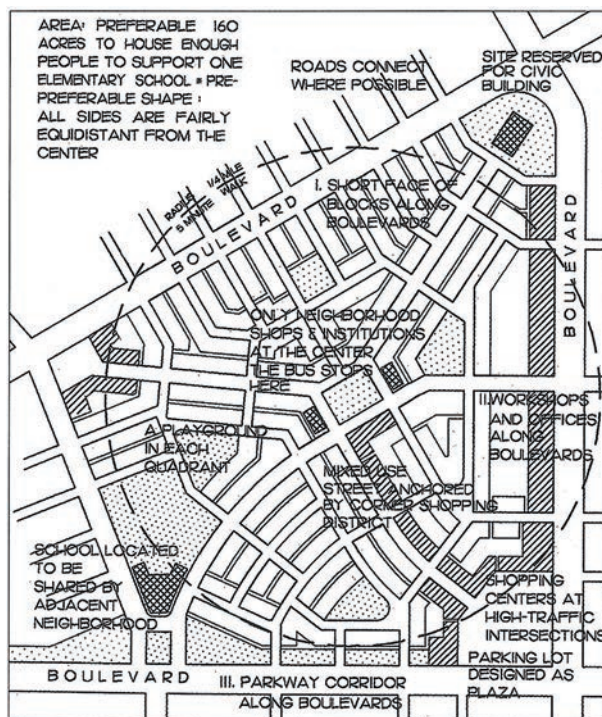 AREA: PREFERABLE 160
ACRES TO HOUSE ENOUGH
PEOPLE TO SUPPORT ONE
ELEMENTARY SCHOOL = PRE-
PREFERABLE SHAPE :
ALL SIDES ARE FAIRLY
EQUIDISTANT FROM THE
CENTER
ROADS CONNECT
WHERE POSSIBLE
SITE RESERVED
FOR CIVIC
BUILDING
RADIUS 1/4 MILE
5 MINUTE WALK
BOULEVARD
I. SHORT FACE OF
BLOCKS ALONG
BOULEVARDS
BOULEVARD
ONLY NEIGHBORHOOD
SHOPS & INSTITUTIONS
AT THE CENTER
THE BUS STOPS
HERE
II. WORKSHOPS
AND OFFICES
ALONG
BOULEVARDS
A PLAYGROUND
IN EACH
QUADRANT
MIXED USE
STREET ANCHORED
BY CORNER SHOPPING
DISTRICT
SCHOOL LOCATED
TO BE
SHARED BY
ADJACENT
NEIGHBORHOOD
SHOPPING
CENTERS AT
HIGH-TRAFFIC
INTERSECTIONS
PARKING LOT
DESIGNED AS
PLAZA
BOULEVARD
III. PARKWAY CORRIDOR
ALONG BOULEVARDS